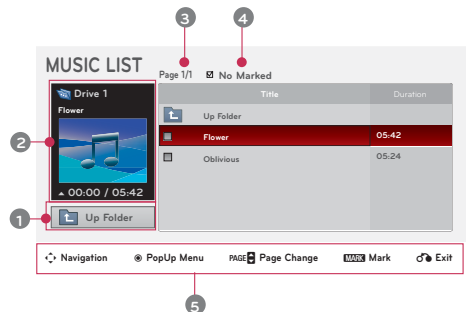 3
4
MUSIC LIST
Page 1/1
No Marked
Drive 1
Title
Duration
Flower
Up Folder
2
Flower
05:42
Oblivious
05:24
00:00 / 05:42
1
Up Folder
Navigation
PopUp Menu
PAGE Page Change
MARK Mark
Exit
5